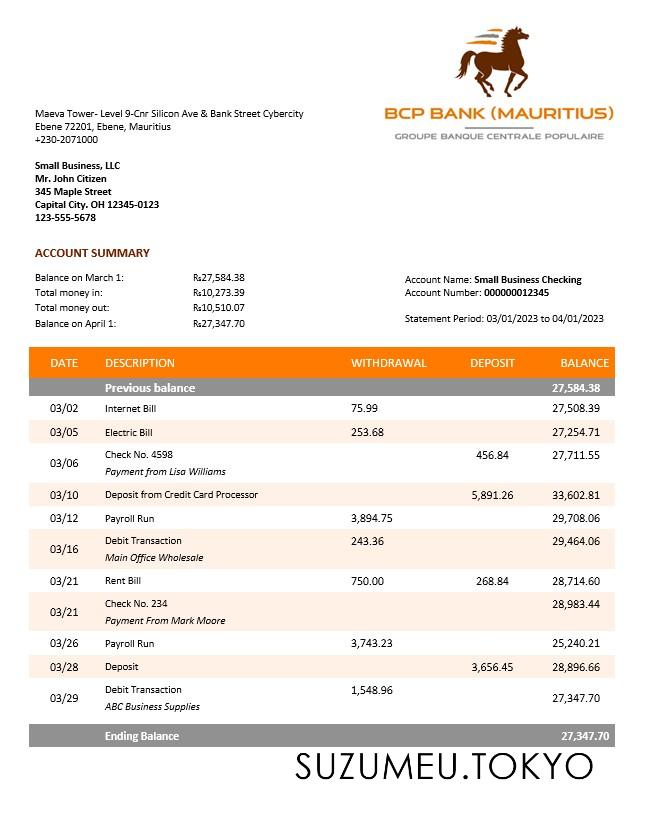 BCP BANK (MAURITIUS)
GROUPE BANQUE CENTRALE POPULAIRE
Maeva Tower- Level 9-Cnr Silicon Ave & Bank Street Cybercity
Ebene 72201, Ebene, Mauritius
+230-2071000
Small Business, LLC
Mr. John Citizen
345 Maple Street
Capital City. OH 12345-0123
123-555-5678
ACCOUNT SUMMARY
Balance on March 1: ₨27,584.38
Total money in: ₨10,273.39
Total money out: ₨10,510.07
Balance on April 1: ₨27,347.70
Account Name: Small Business Checking
Account Number: 000000012345
Statement Period: 03/01/2023 to 04/01/2023
DATE DESCRIPTION WITHDRAWAL DEPOSIT BALANCE
Previous balance 27,584.38
03/02 Internet Bill 75.99 27,508.39
03/05 Electric Bill 253.68 27,254.71
03/06 Check No. 4598 456.84 27,711.55
Payment from Lisa Williams
03/10 Deposit from Credit Card Processor 5,891.26 33,602.81
03/12 Payroll Run 3,894.75 29,708.06
03/16 Debit Transaction 243.36 29,464.06
Main Office Wholesale
03/21 Rent Bill 750.00 268.84 28,714.60
03/21 Check No. 234 28,983.44
Payment From Mark Moore
03/26 Payroll Run 3,743.23 25,240.21
03/28 Deposit 3,656.45 28,896.66
03/29 Debit Transaction 1,548.96 27,347.70
ABC Business Supplies
Ending Balance 27,347.70
SUZUMEU.TOKYO